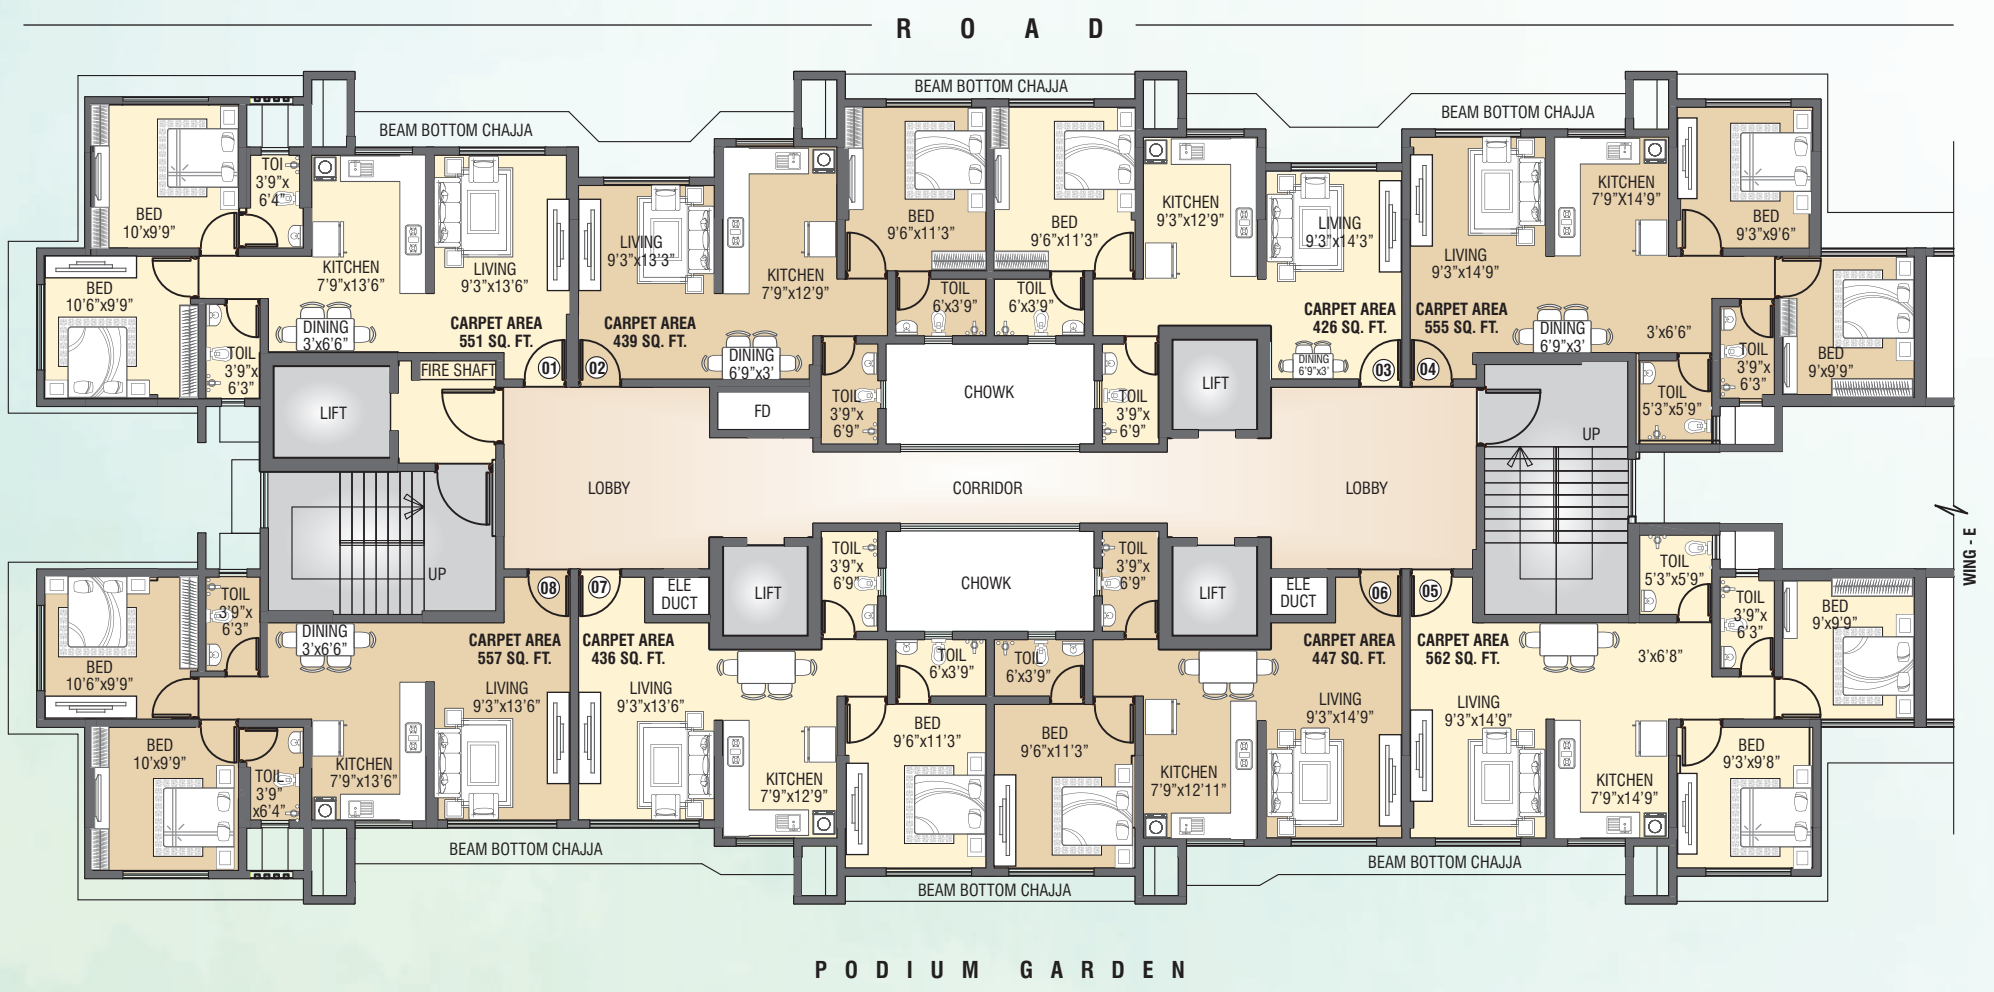 ROAD
BEAM BOTTOM CHAJJA
BEAM BOTTOM CHAJJA
BEAM BOTTOM CHAJJA
BED
10'x9'9"
TOI
3'9"x
6'4"
KITCHEN
7'9"x13'6"
LIVING
9'3"x13'6"
BED
10'6"x9'9"
DINING
3'x6'6"
TOIL
3'9"x
6'3"
CARPET AREA
551 SQ. FT.
01
LIVING
9'3"x13'3"
KITCHEN
7'9"x12'9"
BED
9'6"x11'3"
TOIL
6'x3'9"
CARPET AREA
439 SQ. FT.
02
DINING
6'9"x3'
TOIL
3'9"x
6'9"
BED
9'6"x11'3"
TOIL
6'x3'9"
KITCHEN
9'3"x12'9"
LIVING
9'3"x14'3"
CARPET AREA
426 SQ. FT.
DINING
6'9"x3'
03
TOIL
3'9"x
6'9"
KITCHEN
7'9"x14'9"
LIVING
9'3"x14'9"
BED
9'3"x9'6"
CARPET AREA
555 SQ. FT.
04
DINING
6'9"x3'
3'x6'6"
TOIL
3'9"x
6'3"
BED
9'x9'9"
TOIL
5'3"x5'9"
FIRE SHAFT
LIFT
FD
CHOWK
LIFT
UP
LOBBY
CORRIDOR
LOBBY
WING - E
UP
LIFT
CHOWK
LIFT
ELE
DUCT
ELE
DUCT
08
07
06
05
TOIL
3'9"x
6'3"
BED
10'6"x9'9"
DINING
3'x6'6"
CARPET AREA
557 SQ. FT.
LIVING
9'3"x13'6"
BED
10'x9'9"
TOIL
3'9"
x6'4"
KITCHEN
7'9"x13'6"
CARPET AREA
436 SQ. FT.
LIVING
9'3"x13'6"
KITCHEN
7'9"x12'9"
TOIL
3'9"x
6'9"
TOIL
6'x3'9"
BED
9'6"x11'3"
TOIL
3'9"x
6'9"
TOIL
6'x3'9"
BED
9'6"x11'3"
KITCHEN
7'9"x12'11"
CARPET AREA
447 SQ. FT.
LIVING
9'3"x14'9"
CARPET AREA
562 SQ. FT.
LIVING
9'3"x14'9"
KITCHEN
7'9"x14'9"
3'x6'8"
TOIL
5'3"x5'9"
TOIL
3'9"x
6'3"
BED
9'x9'9"
BED
9'3'x9'8"
BEAM BOTTOM CHAJJA
BEAM BOTTOM CHAJJA
BEAM BOTTOM CHAJJA
PODIUM GARDEN